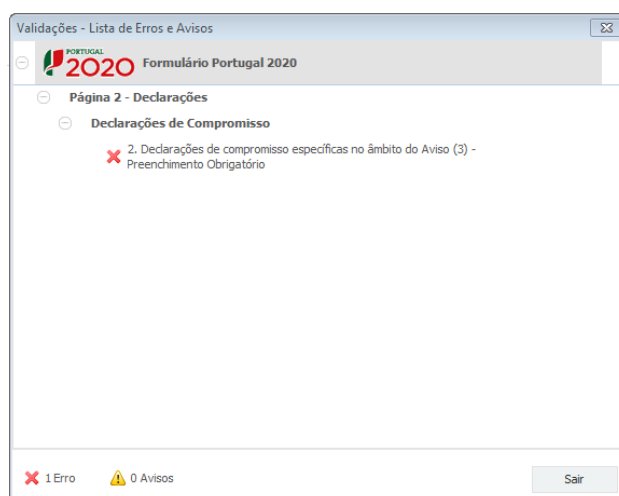 Validações - Lista de Erros e Avisos
PORTUGAL
2020 Formulário Portugal 2020
Página 2 - Declarações
Declarações de Compromisso
2. Declarações de compromisso específicas no âmbito do Aviso (3) -
Preenchimento Obrigatório
1 Erro 0 Avisos Sair